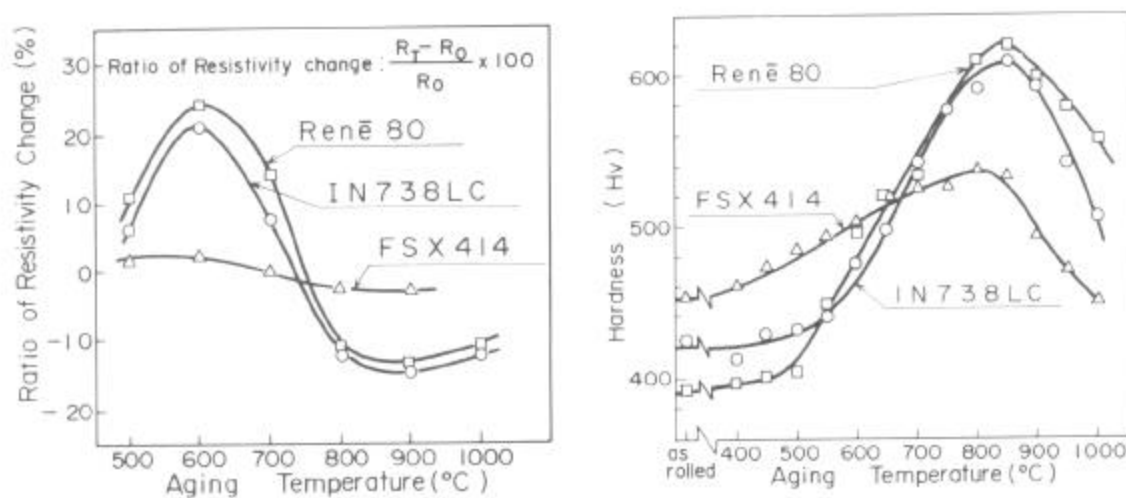 Ratio of Resistivity Change (%)
30
20
10
0
-10
-20
Ratio of Resistivity change : (R_T - R_O) / R_O × 100
Renē 80
IN738LC
FSX414
500 600 700 800 900 1000
Aging Temperature (°C)
Hardness (Hv)
600
500
400
Renē 80
FSX414
IN738LC
as rolled 400 500 600 700 800 900 1000
Aging Temperature (°C)